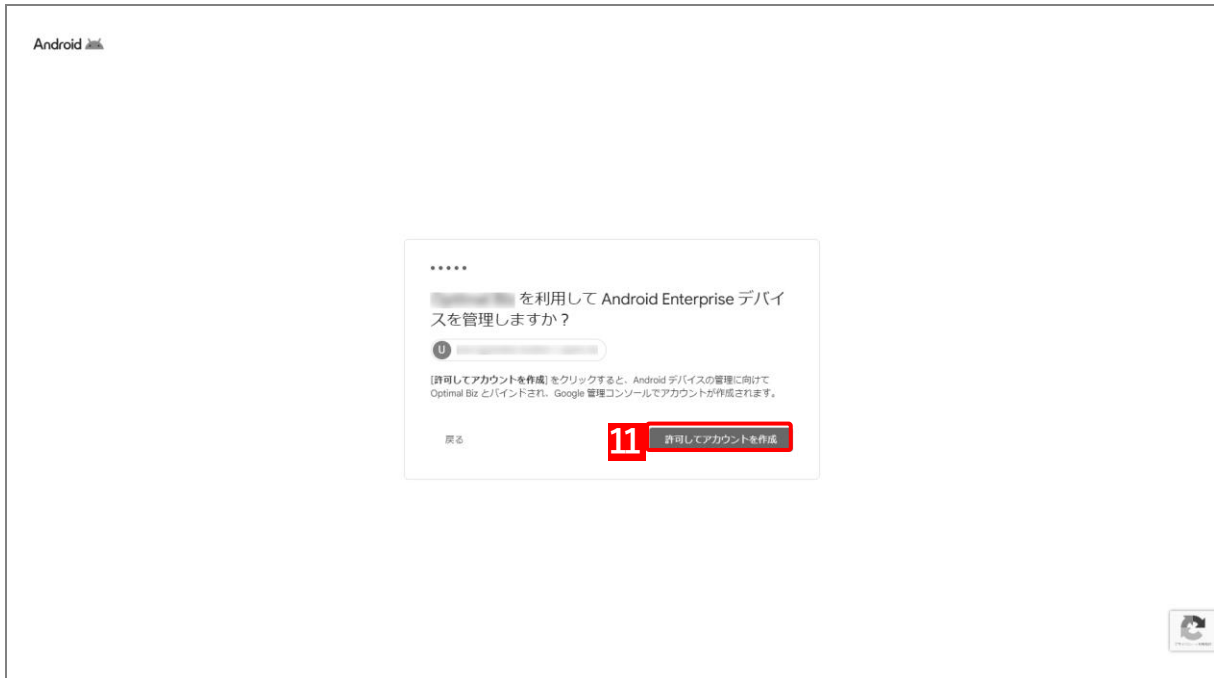 Android
を利用して Android Enterprise デバイ
スを管理しますか？
U
[許可してアカウントを作成] をクリックすると、Android デバイスの管理に向けて
Optimal Biz とバインドされ、Google 管理コンソールでアカウントが作成されます。
戻る
11
許可してアカウントを作成